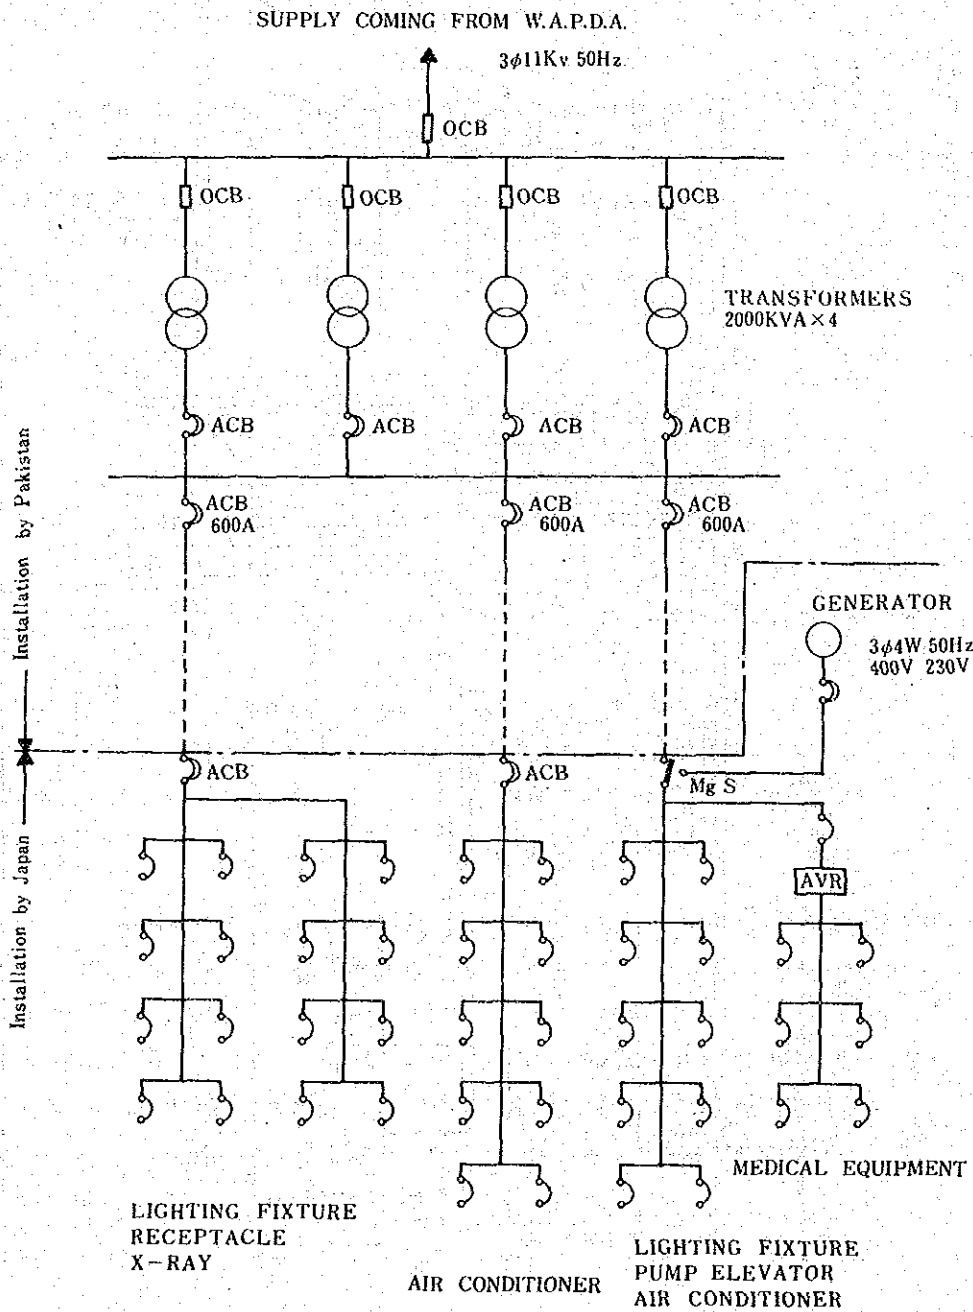 SUPPLY COMING FROM W.A.P.D.A.
3φ11Kv 50Hz
OCB
OCB
OCB
OCB
OCB
TRANSFORMERS
2000KVA×4
ACB
ACB
ACB
ACB
ACB
600A
ACB
600A
ACB
600A
Installation by Pakistan
GENERATOR
3φ4W 50Hz
400V 230V
ACB
ACB
Mg S
Installation by Japan
AVR
MEDICAL EQUIPMENT
LIGHTING FIXTURE
RECEPTACLE
X-RAY
AIR CONDITIONER
LIGHTING FIXTURE
PUMP ELEVATOR
AIR CONDITIONER